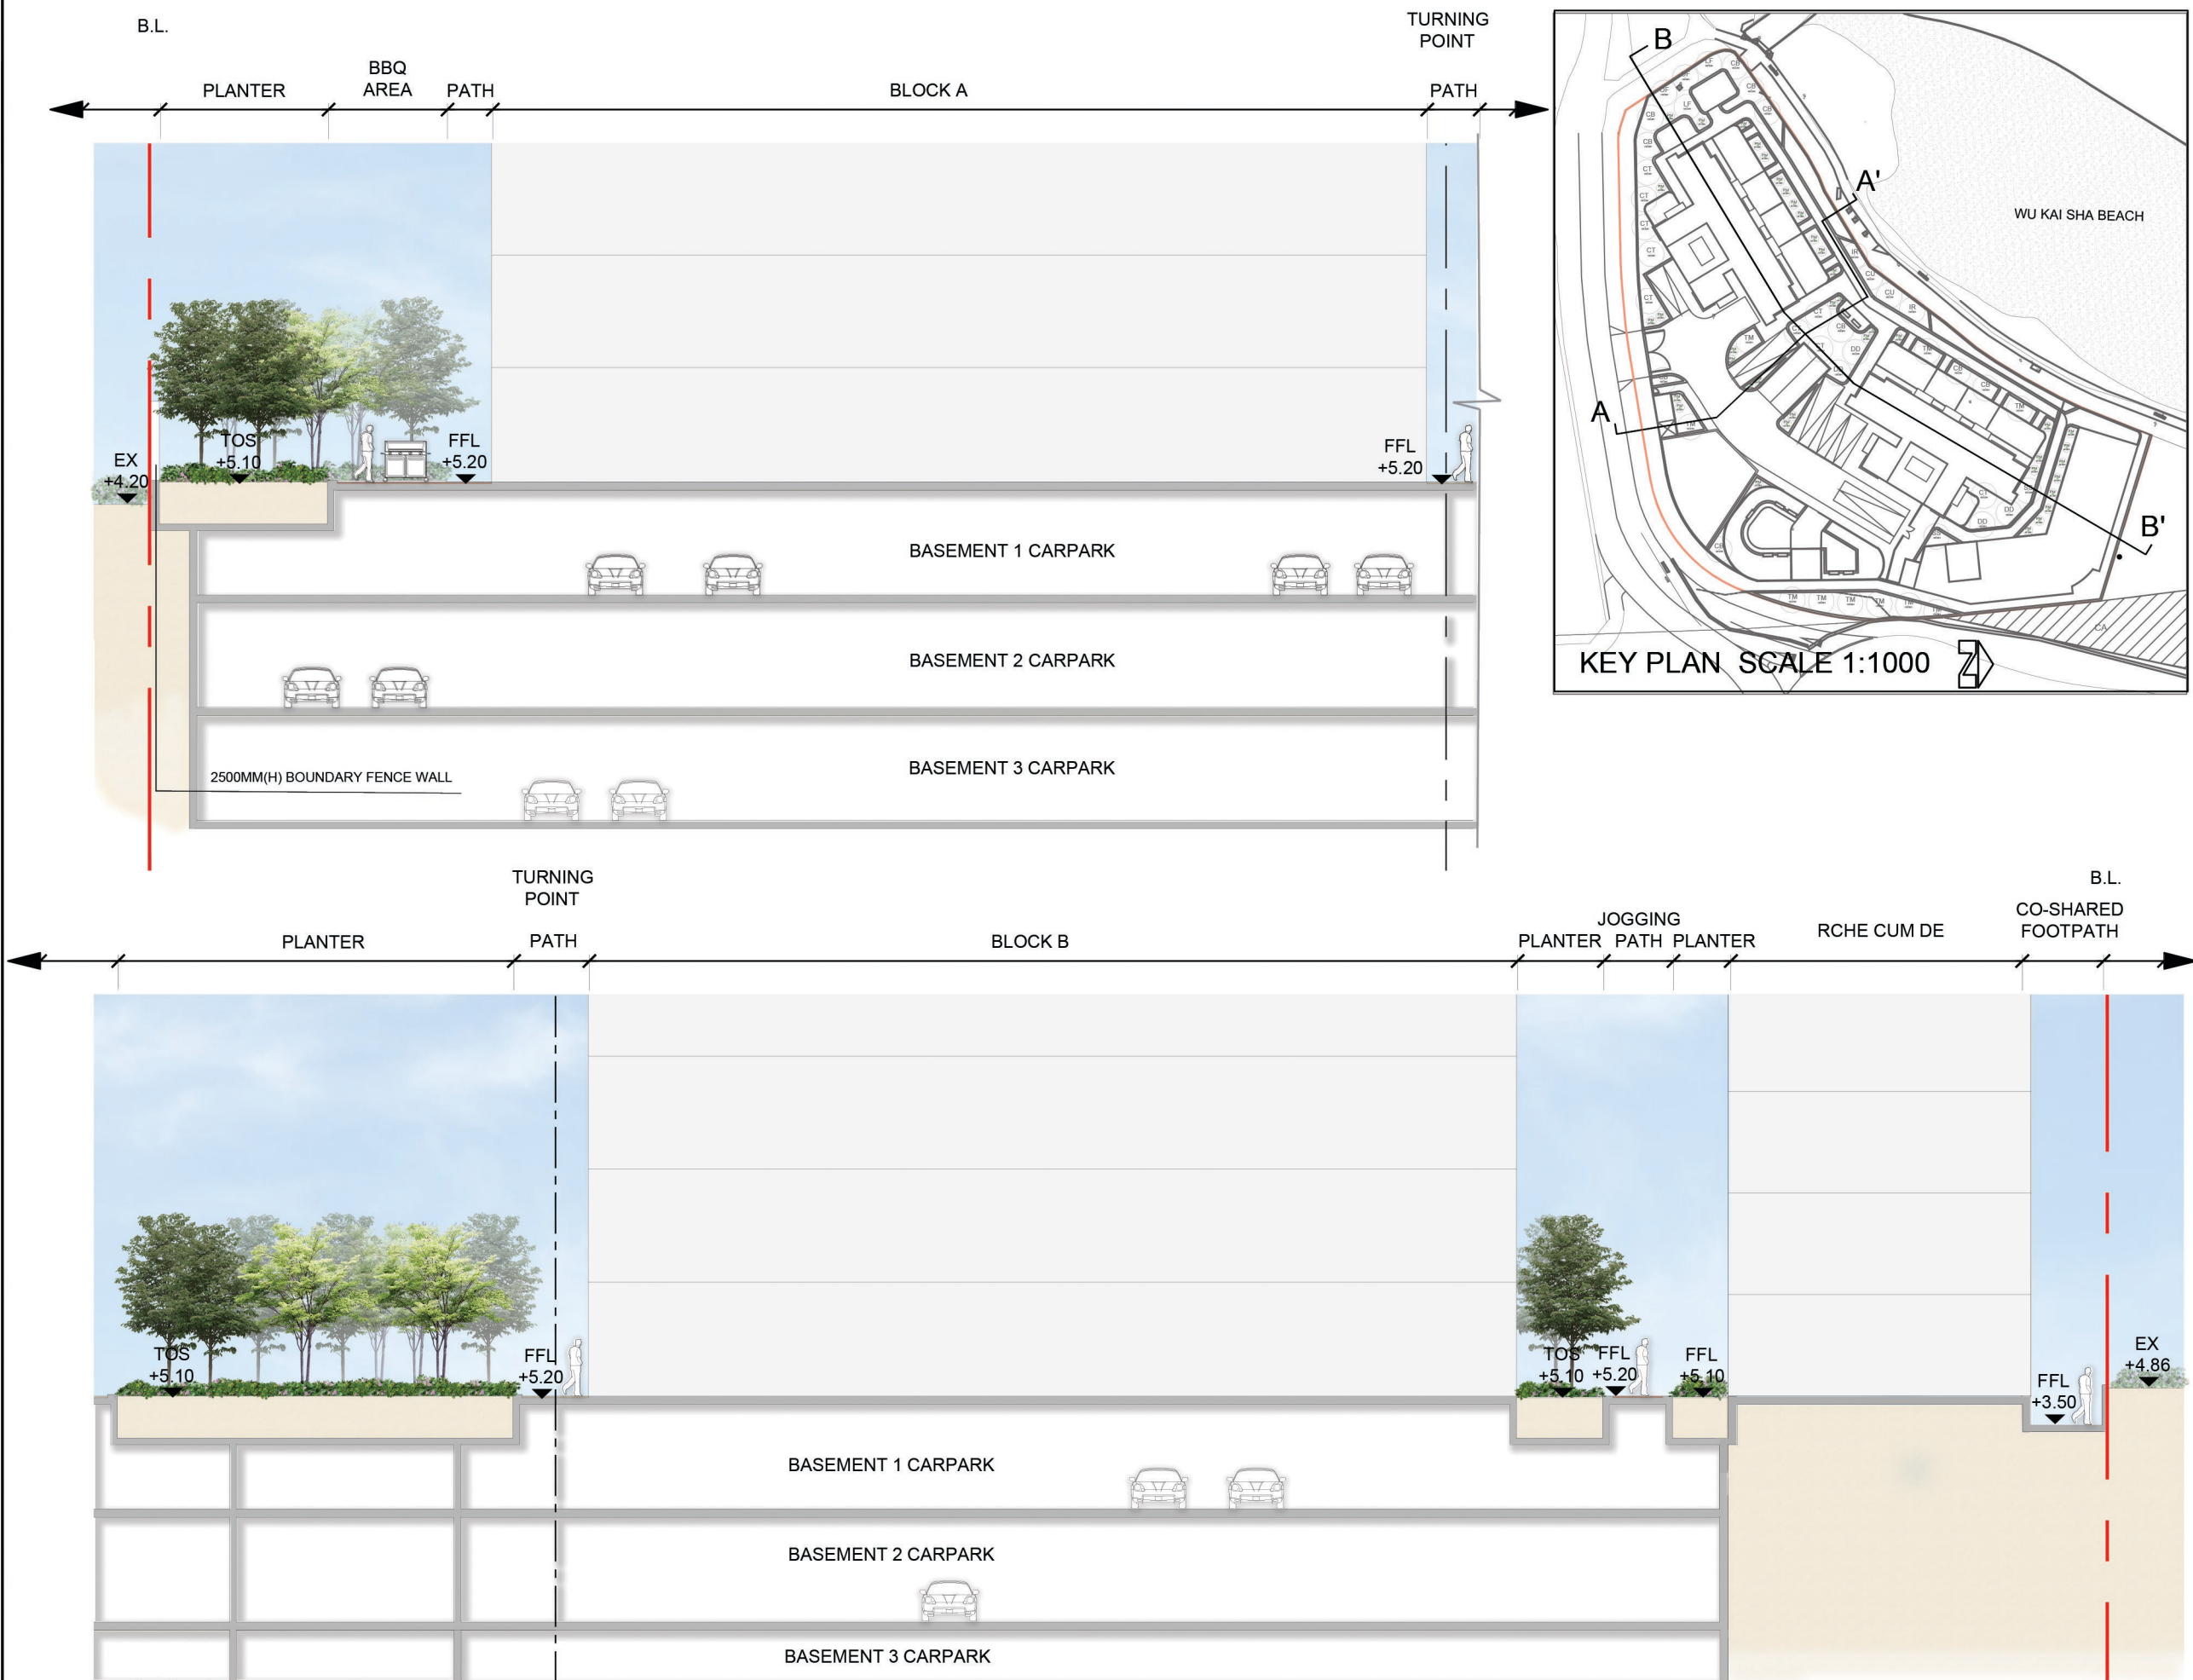 B.L.
TURNING
POINT
PLANTER
BBQ
AREA
PATH
BLOCK A
PATH
EX
+4.20
TOS
+5.10
FFL
+5.20
FFL
+5.20
BASEMENT 1 CARPARK
BASEMENT 2 CARPARK
BASEMENT 3 CARPARK
2500MM(H) BOUNDARY FENCE WALL
B
A'
WU KAI SHA BEACH
A
B'
CA
KEY PLAN SCALE 1:1000
TURNING
POINT
B.L.
PLANTER
PATH
BLOCK B
PLANTER
JOGGING
PATH
PLANTER
RCHE CUM DE
CO-SHARED
FOOTPATH
TOS
+5.10
FFL
+5.20
TOS
+5.10
FFL
+5.20
FFL
+5.10
FFL
+3.50
EX
+4.86
BASEMENT 1 CARPARK
BASEMENT 2 CARPARK
BASEMENT 3 CARPARK